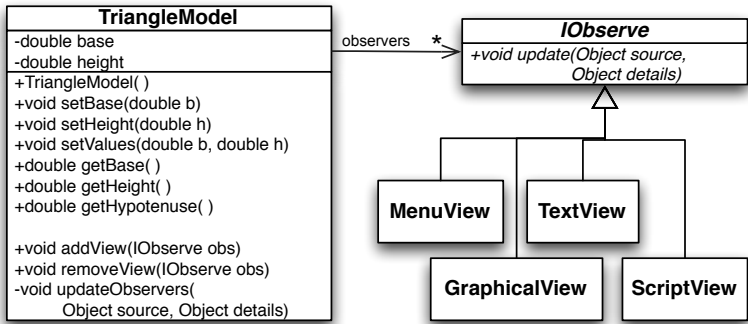 TriangleModel
-double base
-double height
+TriangleModel( )
+void setBase(double b)
+void setHeight(double h)
+void setValues(double b, double h)
+double getBase( )
+double getHeight( )
+double getHypotenuse( )
+void addView(IObserve obs)
+void removeView(IObserve obs)
-void updateObservers(
Object source, Object details)
observers
*
IObserve
+void update(Object source,
Object details)
MenuView
TextView
GraphicalView
ScriptView